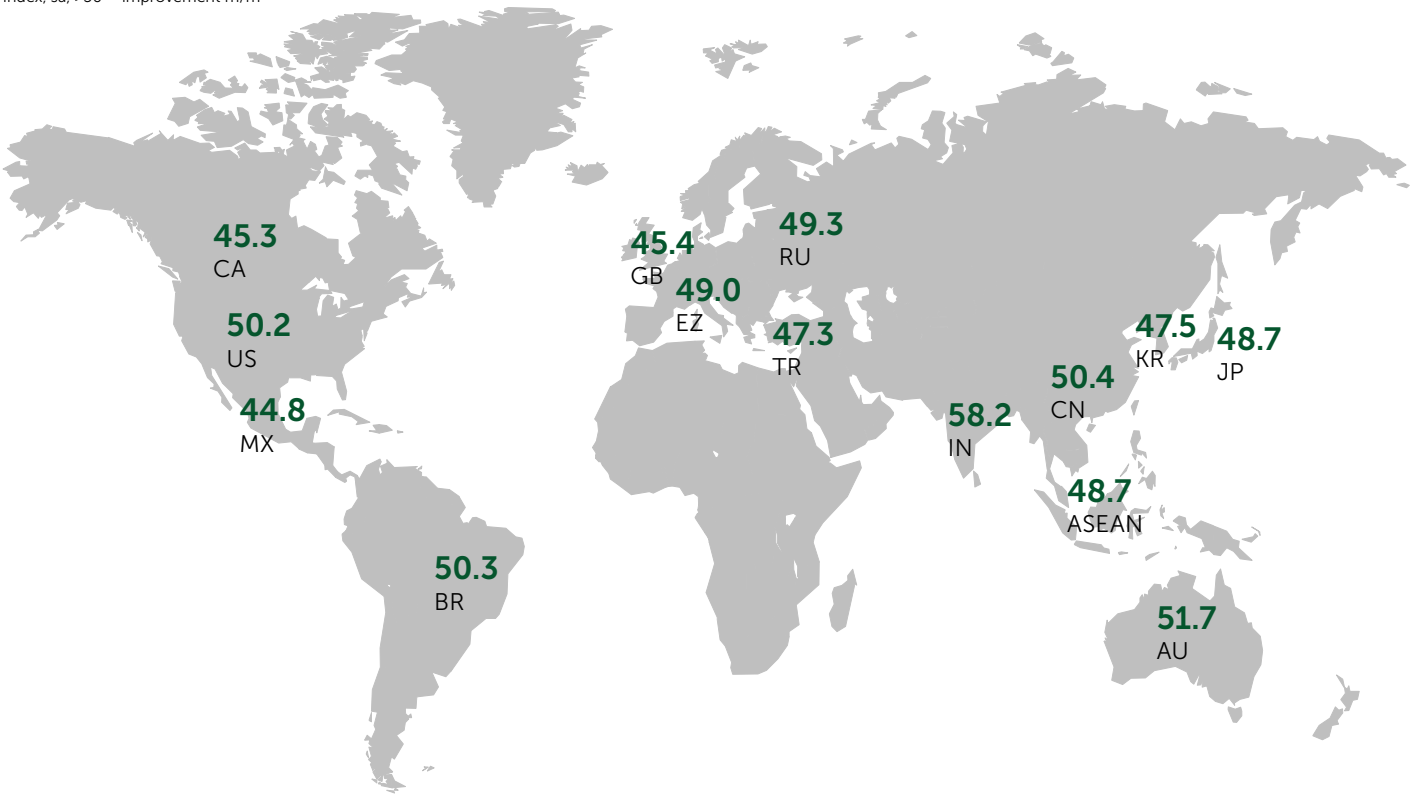 45.3
CA
50.2
US
44.8
MX
50.3
BR
45.4
GB
49.0
EZ
49.3
RU
47.3
TR
58.2
IN
50.4
CN
47.5
KR
48.7
JP
48.7
ASEAN
51.7
AU